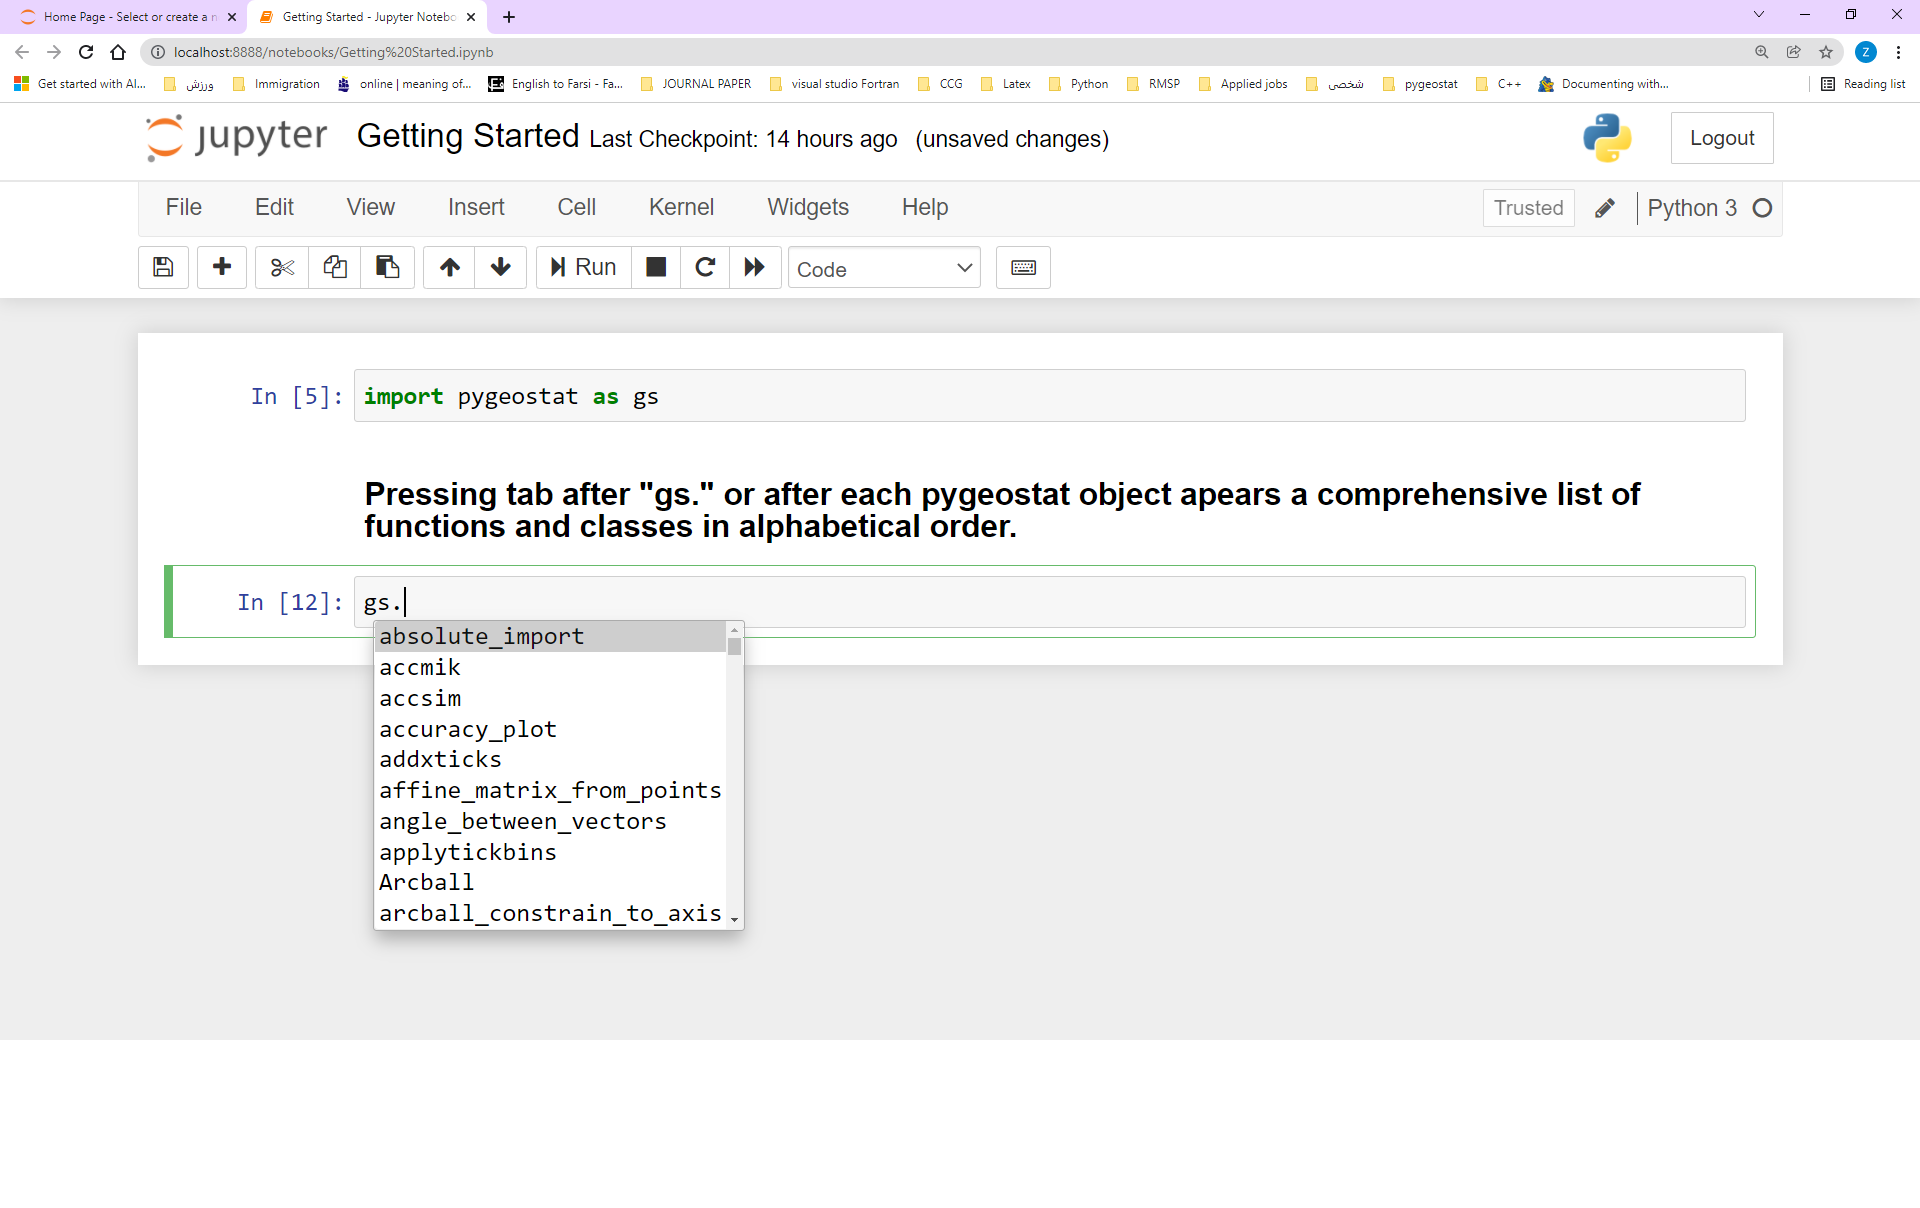 Home Page - Select or create a n
Getting Started - Jupyter Notebo
localhost:8888/notebooks/Getting%20Started.ipynb
Z
Get started with AI... ورزش Immigration online | meaning of... English to Farsi - Fa... JOURNAL PAPER visual studio Fortran CCG Latex Python RMSP Applied jobs شخصی pygeostat C++ Documenting with... Reading list
jupyter Getting Started Last Checkpoint: 14 hours ago (unsaved changes) Logout
File Edit View Insert Cell Kernel Widgets Help Trusted Python 3
Run Code
In [5]: import pygeostat as gs
Pressing tab after "gs." or after each pygeostat object apears a comprehensive list of
functions and classes in alphabetical order.
In [12]: gs.
absolute_import
accmik
accsim
accuracy_plot
addxticks
affine_matrix_from_points
angle_between_vectors
applytickbins
Arcball
arcball_constrain_to_axis